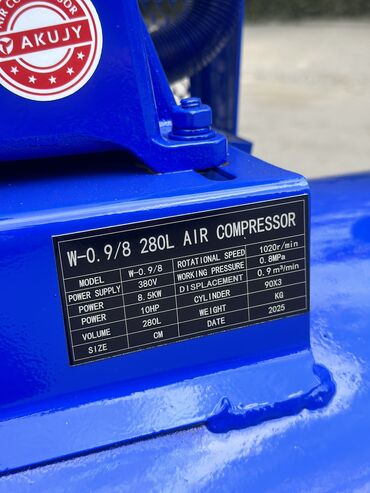 AIR COMPRESSOR
AKUJY
W-0.9/8 280L AIR COMPRESSOR
MODEL W-0.9/8 ROTATIONAL SPEED 1020r/min
POWER SUPPLY 380V WORKING PRESSURE 0.8MPa
POWER 8.5KW DISPLACEMENT 0.9m³/min
POWER 10HP CYLINDER 90X3
VOLUME 280L WEIGHT KG
SIZE CM DATE 2025